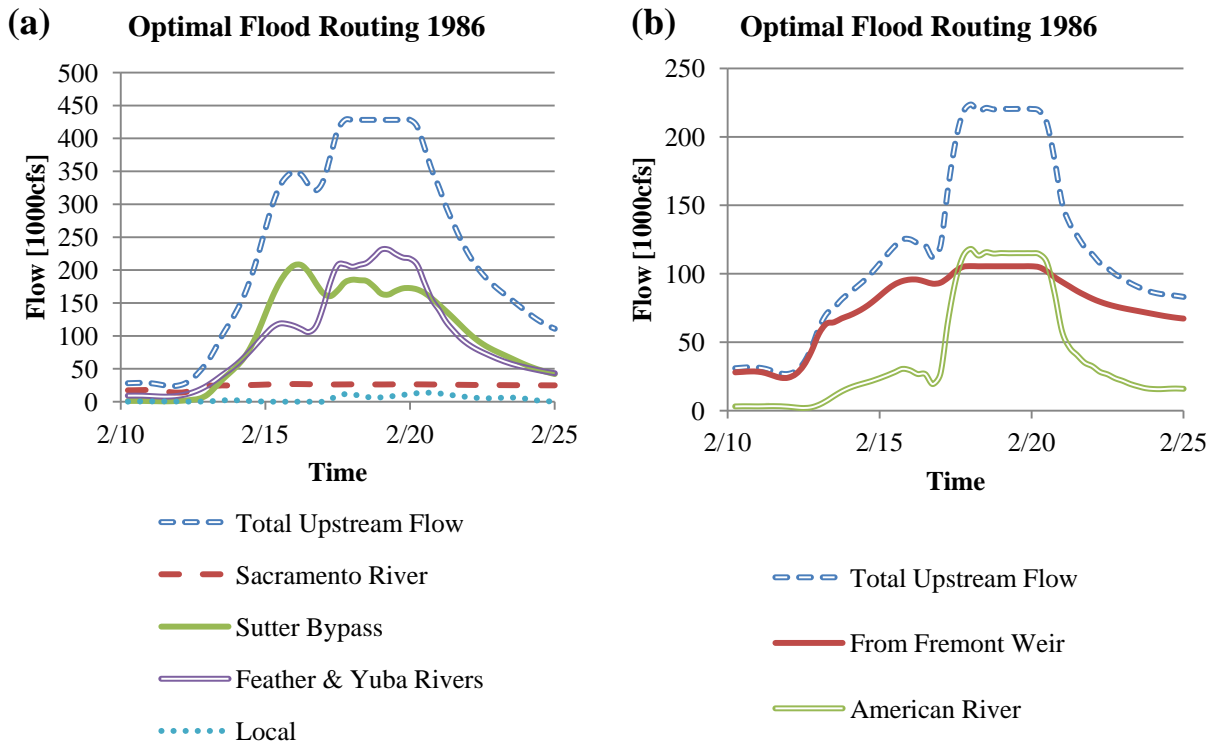 (a) Optimal Flood Routing 1986
500
450
400
350
300
250
200
150
100
50
0
Flow [1000cfs]
2/10 2/15 2/20 2/25
Time
Total Upstream Flow
Sacramento River
Sutter Bypass
Feather & Yuba Rivers
Local
(b) Optimal Flood Routing 1986
250
200
150
100
50
0
Flow [1000cfs]
2/10 2/15 2/20 2/25
Time
Total Upstream Flow
From Fremont Weir
American River